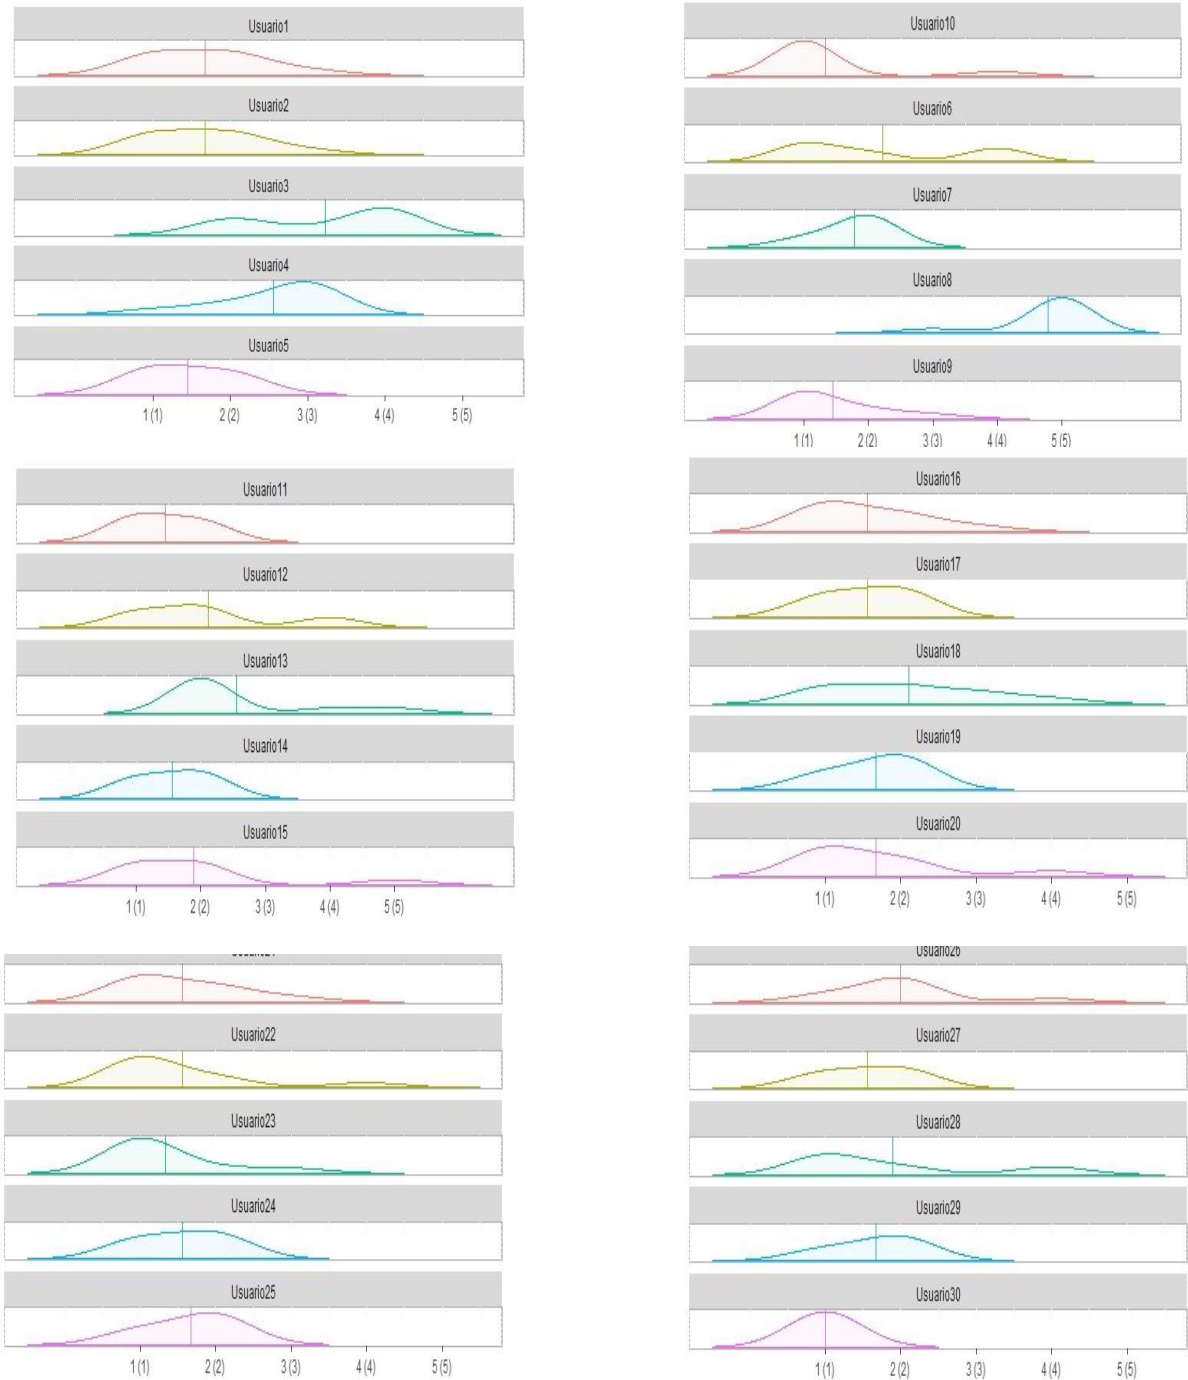 Usuario1
Usuario2
Usuario3
Usuario4
Usuario5
1 (1) 2 (2) 3 (3) 4 (4) 5 (5)
Usuario10
Usuario6
Usuario7
Usuario8
Usuario9
1 (1) 2 (2) 3 (3) 4 (4) 5 (5)
Usuario11
Usuario12
Usuario13
Usuario14
Usuario15
1 (1) 2 (2) 3 (3) 4 (4) 5 (5)
Usuario16
Usuario17
Usuario18
Usuario19
Usuario20
1 (1) 2 (2) 3 (3) 4 (4) 5 (5)
Usuario22
Usuario23
Usuario24
Usuario25
1 (1) 2 (2) 3 (3) 4 (4) 5 (5)
Usuario26
Usuario27
Usuario28
Usuario29
Usuario30
1 (1) 2 (2) 3 (3) 4 (4) 5 (5)